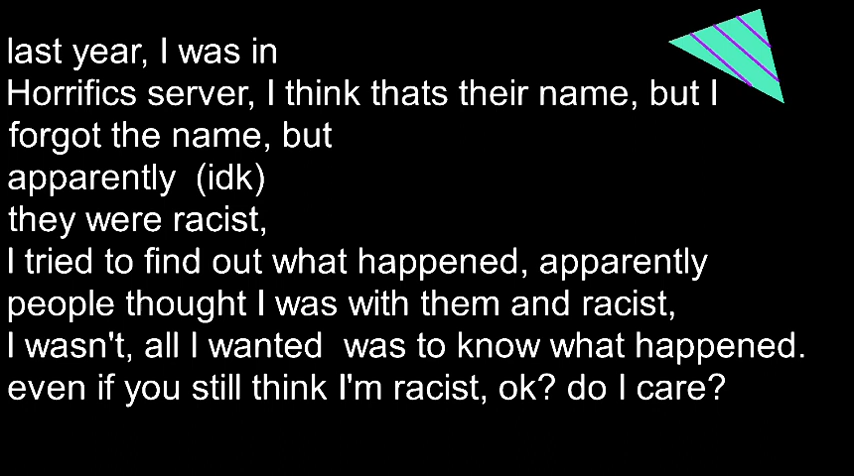 last year, I was in
Horrifics server, I think thats their name, but I
forgot the name, but
apparently  (idk)
they were racist,
I tried to find out what happened, apparently
people thought I was with them and racist,
I wasn't, all I wanted  was to know what happened.
even if you still think I'm racist, ok? do I care?